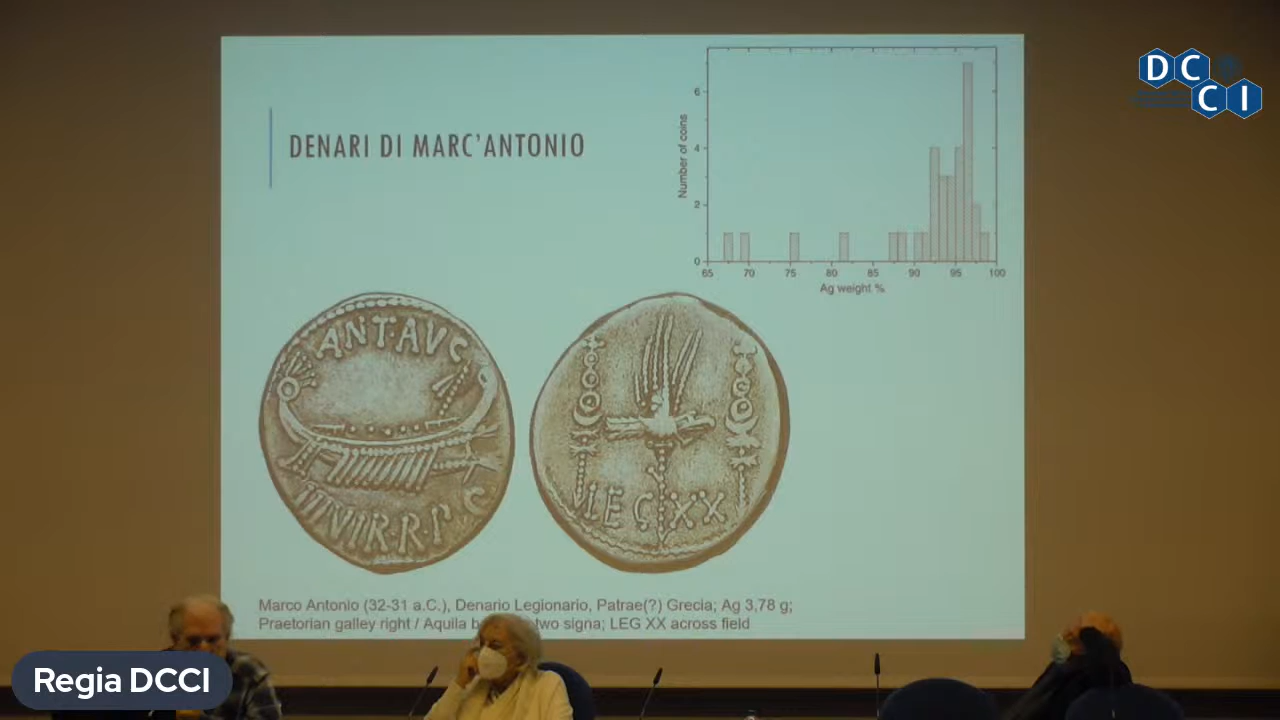 DENARI DI MARC'ANTONIO
Number of coins
6
4
2
0
65 70 75 80 85 90 95 100
Ag weight %
ANT·AVG
III·VIR·R·P·C
LEG XX
Marco Antonio (32-31 a.C.), Denario Legionario, Patrae(?) Grecia; Ag 3,78 g;
Praetorian galley right / Aquila two signa; LEG XX across field
DC
CI
Regia DCCI